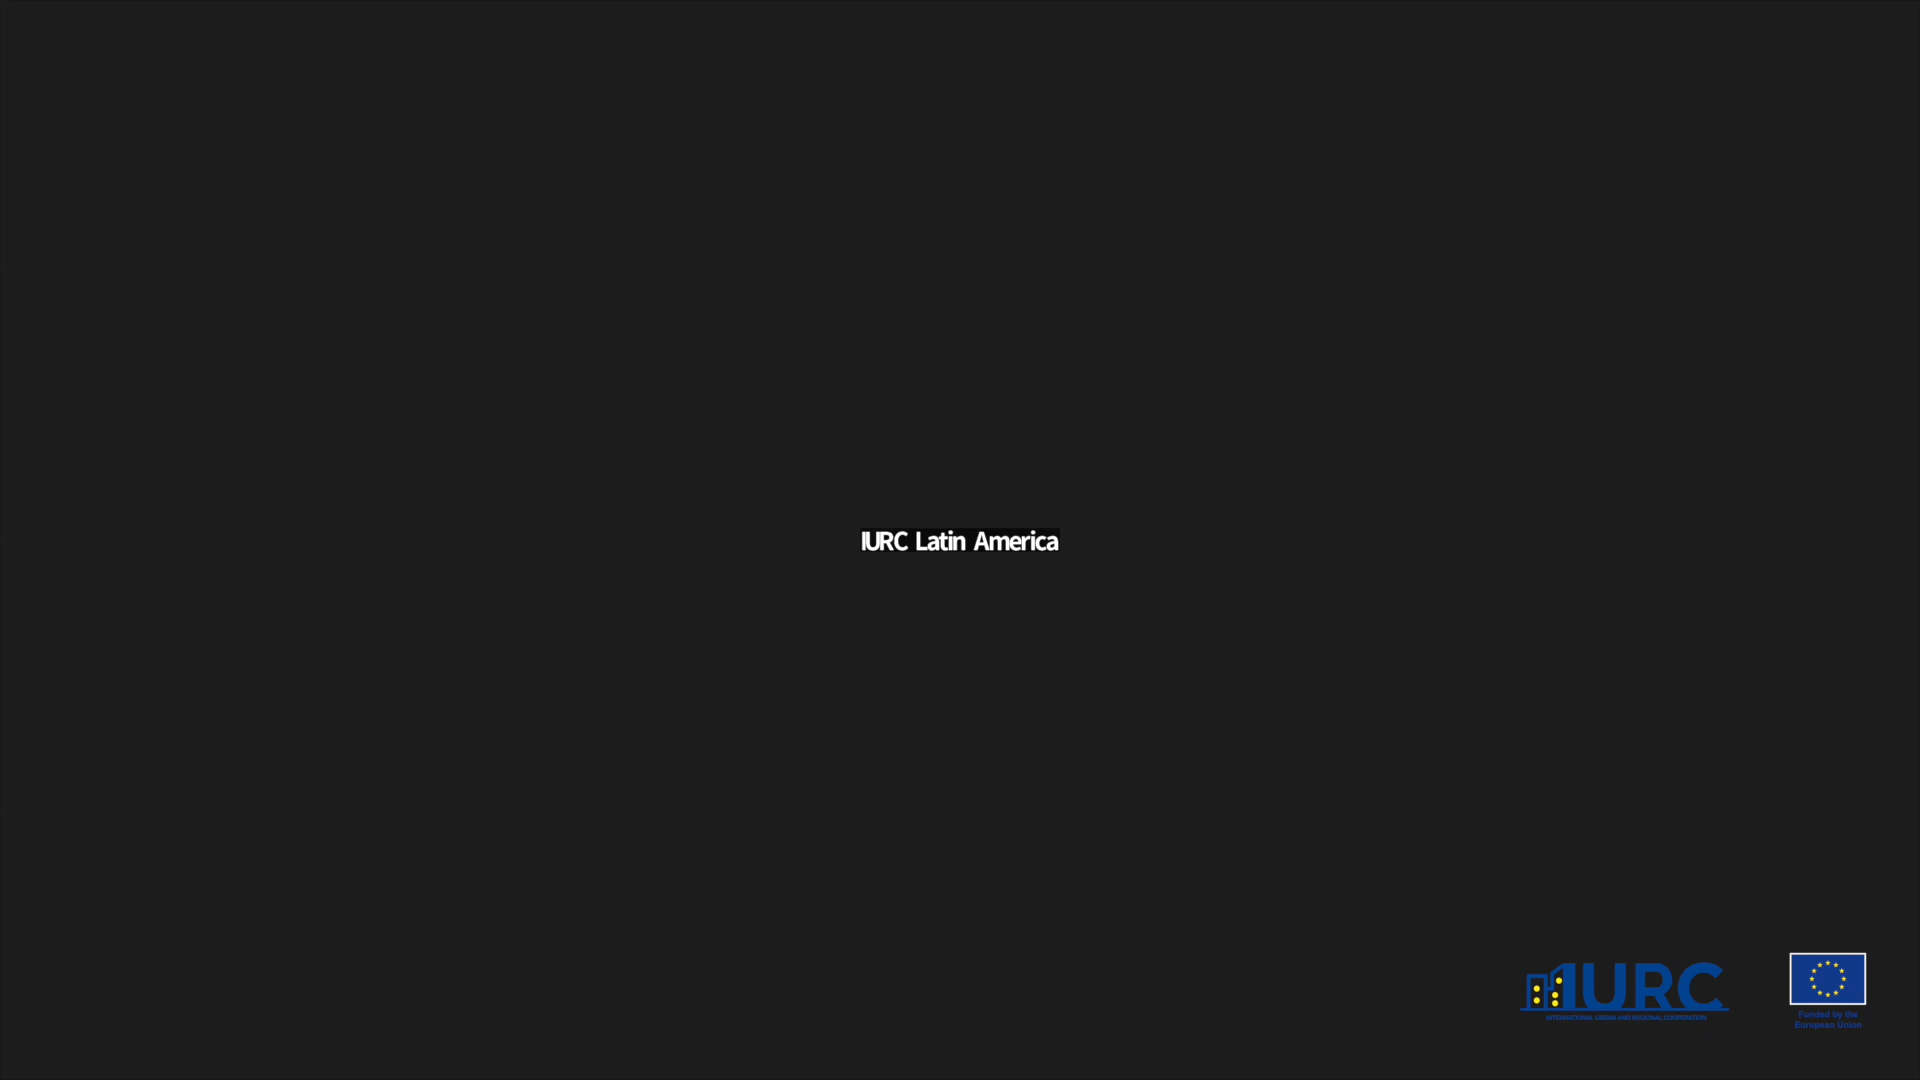 IURC Latin America
IURC
INTERNATIONAL URBAN AND REGIONAL COOPERATION
Funded by the
European Union